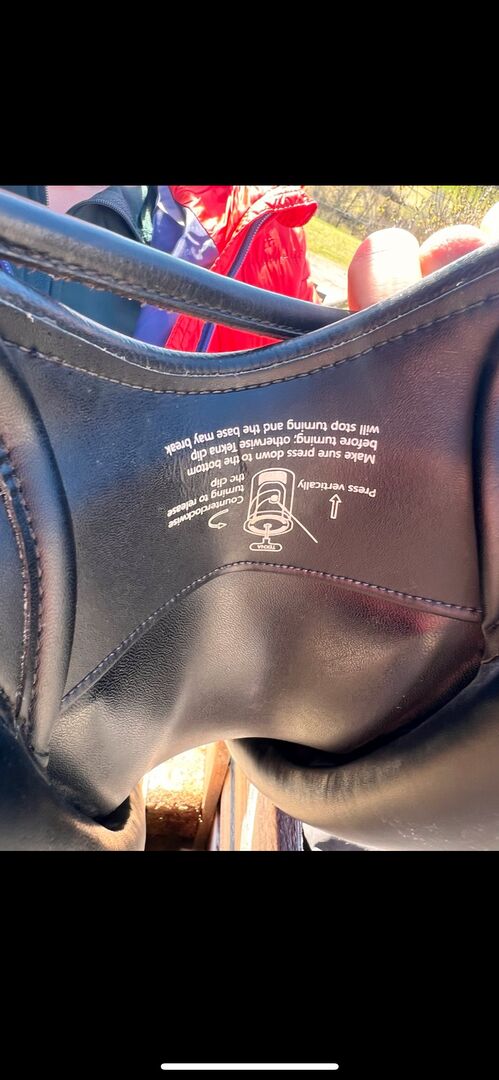 TEKNA
Press vertically
Counterclockwise
turning to release
the clip
Make sure press down to the bottom
before turning; otherwise Tekna clip
will stop turning and the base may break